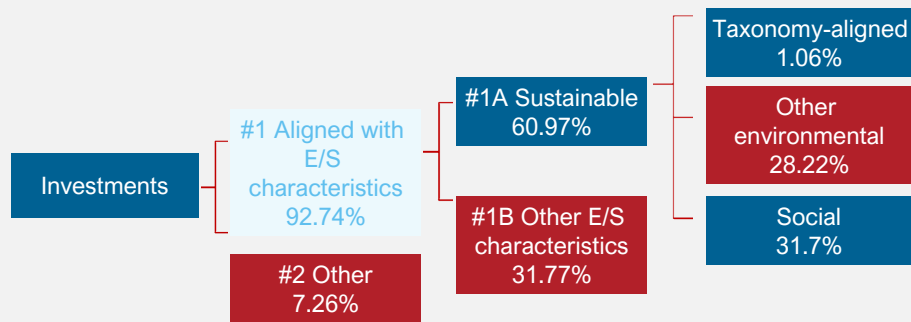 Investments
#1 Aligned with
E/S
characteristics
92.74%
#2 Other
7.26%
#1A Sustainable
60.97%
#1B Other E/S
characteristics
31.77%
Taxonomy-aligned
1.06%
Other
environmental
28.22%
Social
31.7%